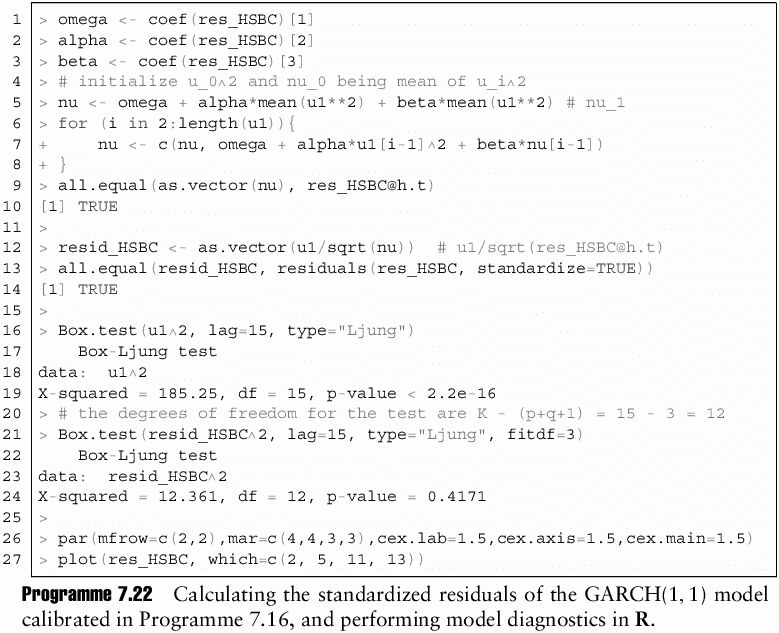 1 > omega <- coef(res_HSBC)[1]
2 > alpha <- coef(res_HSBC)[2]
3 > beta <- coef(res_HSBC)[3]
4 > # initialize u_0^2 and nu_0 being mean of u_i^2
5 > nu <- omega + alpha*mean(u1**2) + beta*mean(u1**2) # nu_1
6 > for (i in 2:length(u1)){
7 +     nu <- c(nu, omega + alpha*u1[i-1]^2 + beta*nu[i-1])
8 + }
9 > all.equal(as.vector(nu), res_HSBC@h.t)
10 [1] TRUE
11 >
12 > resid_HSBC <- as.vector(u1/sqrt(nu))  # u1/sqrt(res_HSBC@h.t)
13 > all.equal(resid_HSBC, residuals(res_HSBC, standardize=TRUE))
14 [1] TRUE
15 >
16 > Box.test(u1^2, lag=15, type="Ljung")
17     Box-Ljung test
18 data:  u1^2
19 X-squared = 185.25, df = 15, p-value < 2.2e-16
20 > # the degrees of freedom for the test are K - (p+q+1) = 15 - 3 = 12
21 > Box.test(resid_HSBC^2, lag=15, type="Ljung", fitdf=3)
22     Box-Ljung test
23 data:  resid_HSBC^2
24 X-squared = 12.361, df = 12, p-value = 0.4171
25 >
26 > par(mfrow=c(2,2),mar=c(4,4,3,3),cex.lab=1.5,cex.axis=1.5,cex.main=1.5)
27 > plot(res_HSBC, which=c(2, 5, 11, 13))
Programme 7.22 Calculating the standardized residuals of the GARCH(1, 1) model
calibrated in Programme 7.16, and performing model diagnostics in R.